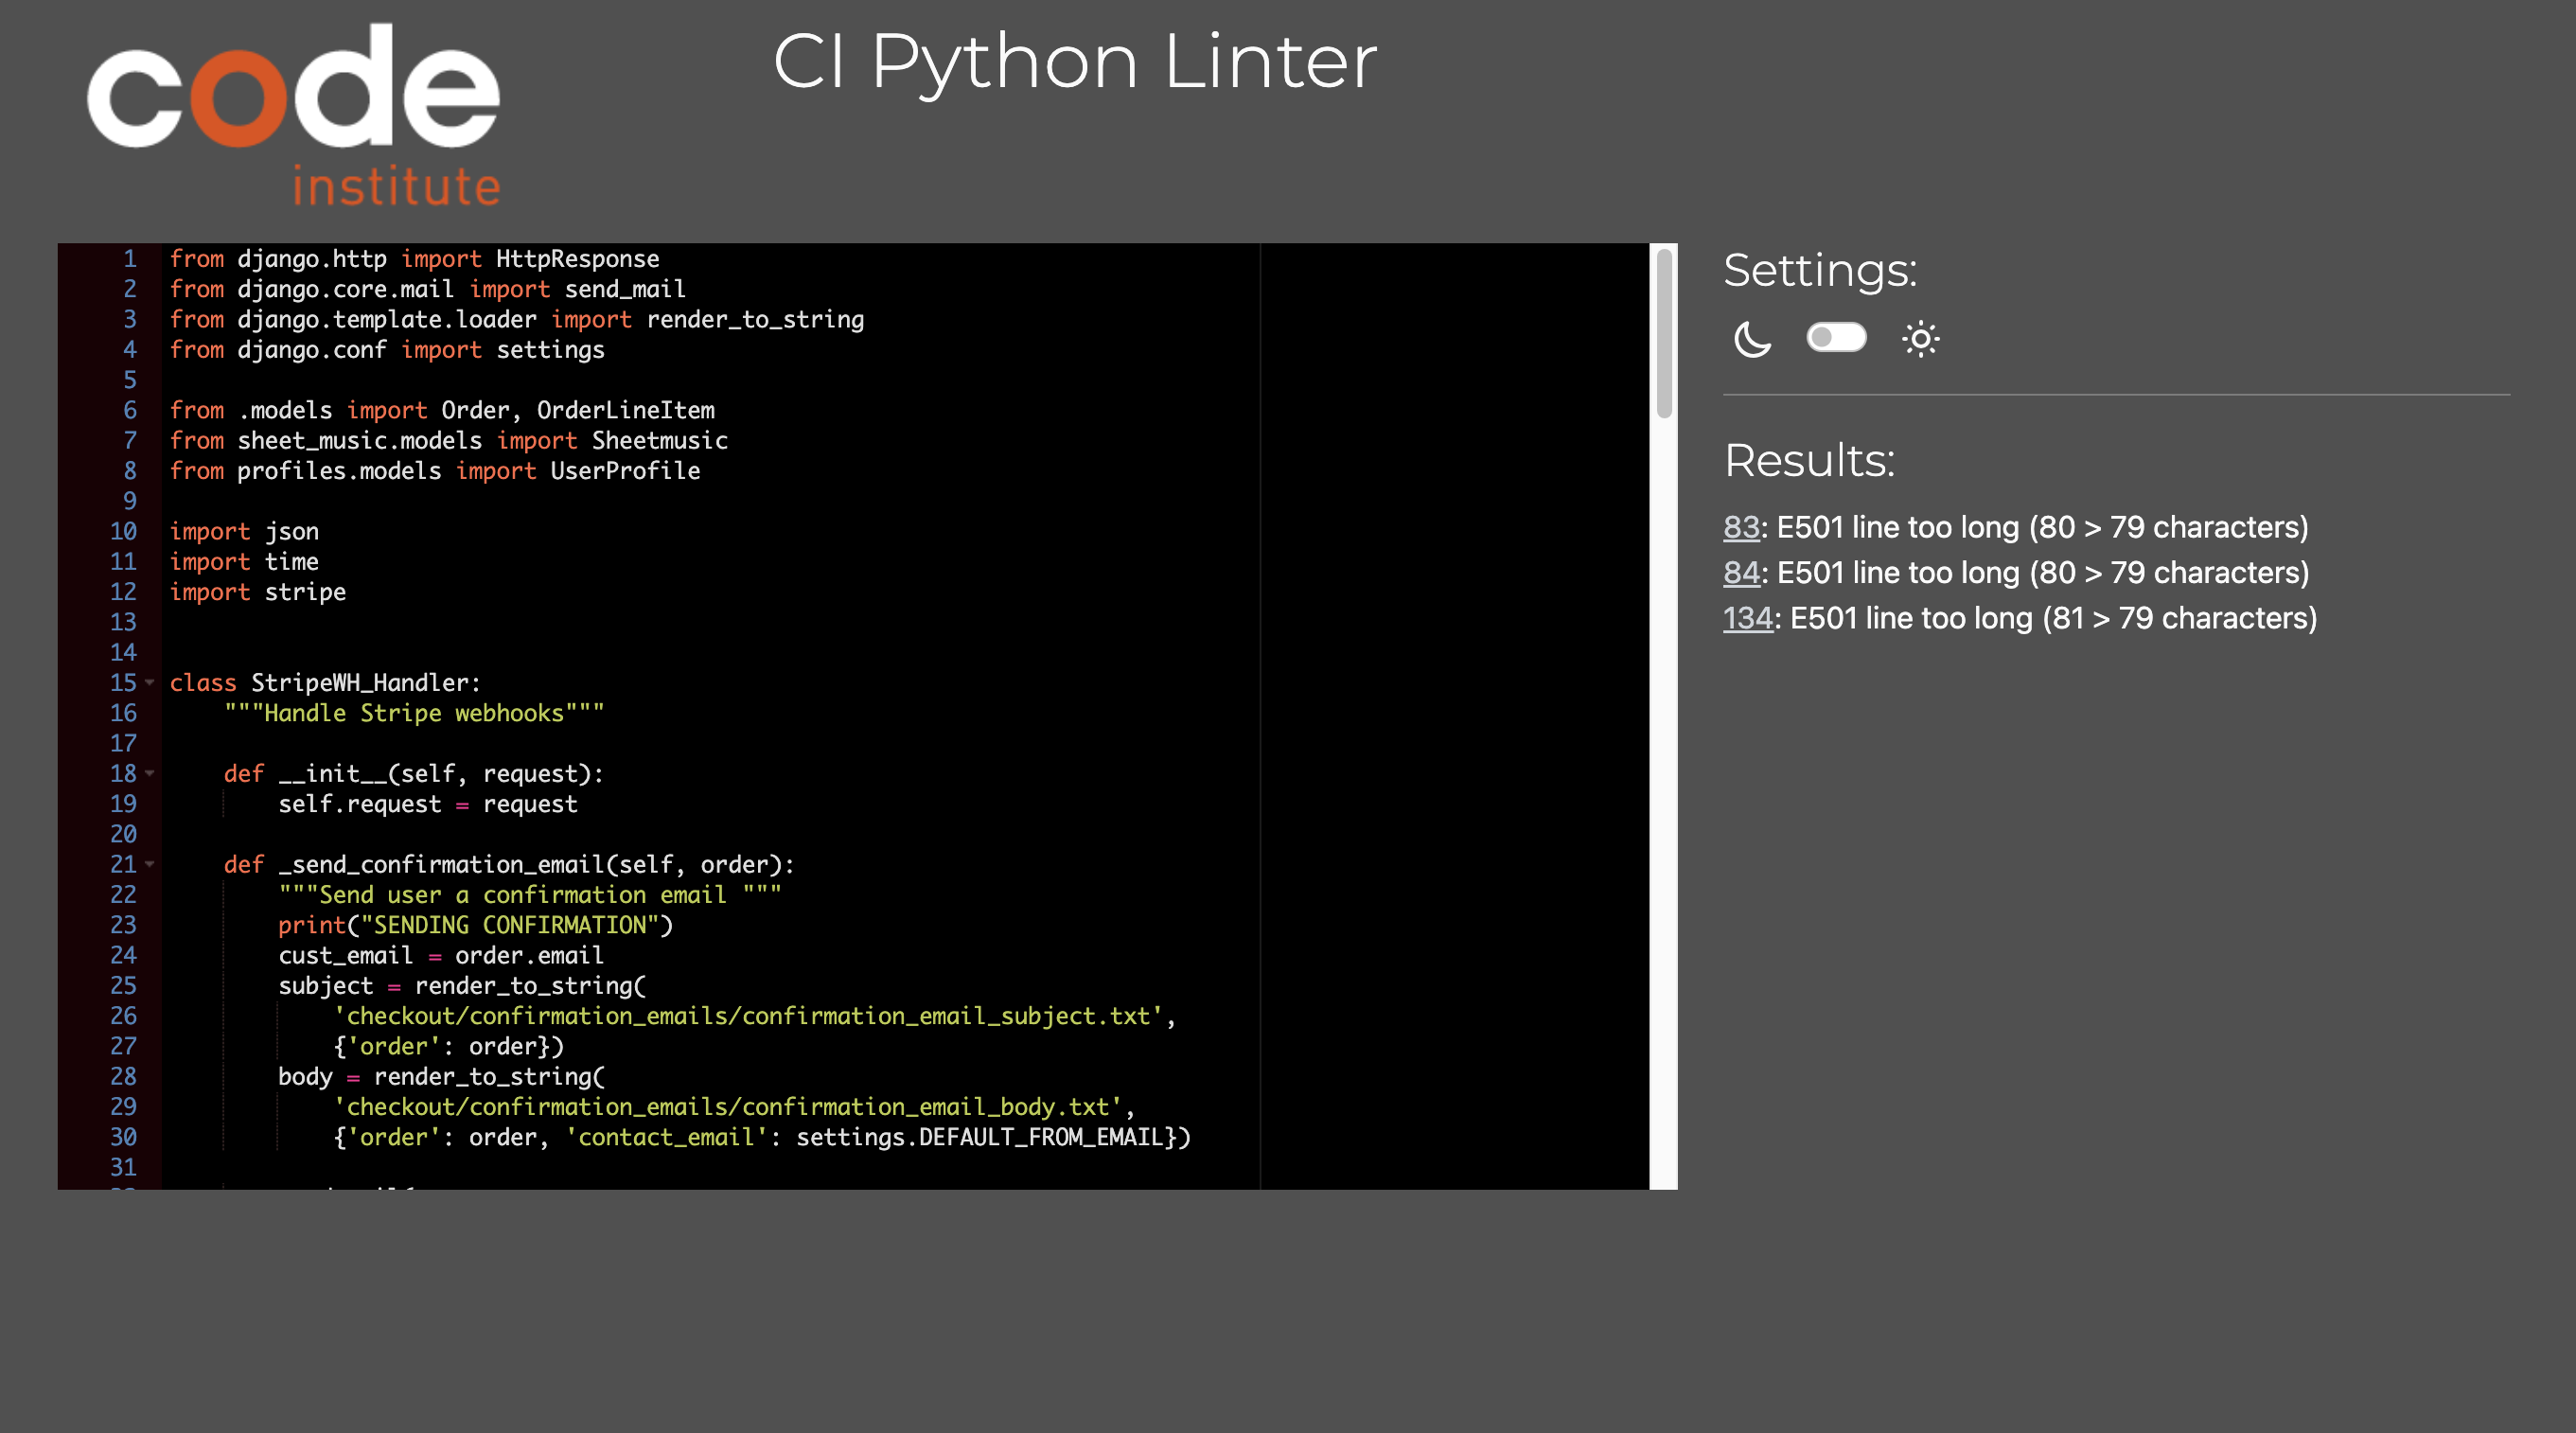 code
institute
CI Python Linter
1 from django.http import HttpResponse
2 from django.core.mail import send_mail
3 from django.template.loader import render_to_string
4 from django.conf import settings
5
6 from .models import Order, OrderLineItem
7 from sheet_music.models import Sheetmusic
8 from profiles.models import UserProfile
9
10 import json
11 import time
12 import stripe
13
14
15 class StripeWH_Handler:
16     """Handle Stripe webhooks"""
17
18     def __init__(self, request):
19         self.request = request
20
21     def _send_confirmation_email(self, order):
22         """Send user a confirmation email """
23         print("SENDING CONFIRMATION")
24         cust_email = order.email
25         subject = render_to_string(
26             'checkout/confirmation_emails/confirmation_email_subject.txt',
27             {'order': order})
28         body = render_to_string(
29             'checkout/confirmation_emails/confirmation_email_body.txt',
30             {'order': order, 'contact_email': settings.DEFAULT_FROM_EMAIL})
31
Settings:
Results:
83: E501 line too long (80 > 79 characters)
84: E501 line too long (80 > 79 characters)
134: E501 line too long (81 > 79 characters)